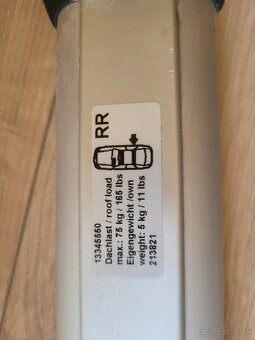 RR
13345550
Dachlast / roof load
max.: 75 kg / 165 lbs
Eigengewicht /own
weight: 5 kg / 11 lbs
213821